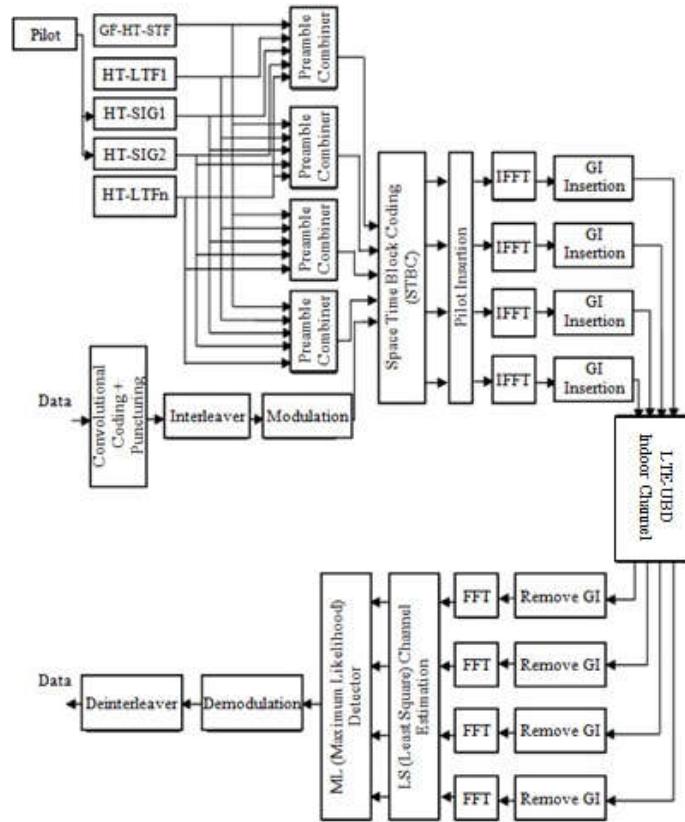 Pilot
GF-HT-STF
HT-LTF1
HT-SIG1
HT-SIG2
HT-LTFn
Preamble
Combiner
Preamble
Combiner
Preamble
Combiner
Preamble
Combiner
Space Time Block Coding
(STBC)
Pilot Insertion
IFFT
GI
Insertion
IFFT
GI
Insertion
IFFT
GI
Insertion
IFFT
GI
Insertion
Data
Convolutional
Coding +
Puncturing
Interleaver
Modulation
LTE-UBD
Indoor Channel
Remove GI
FFT
Remove GI
FFT
Remove GI
FFT
Remove GI
FFT
LS (Least Square) Channel
Estimation
ML (Maximum Likelihood)
Detector
Demodulation
Deinterleaver
Data